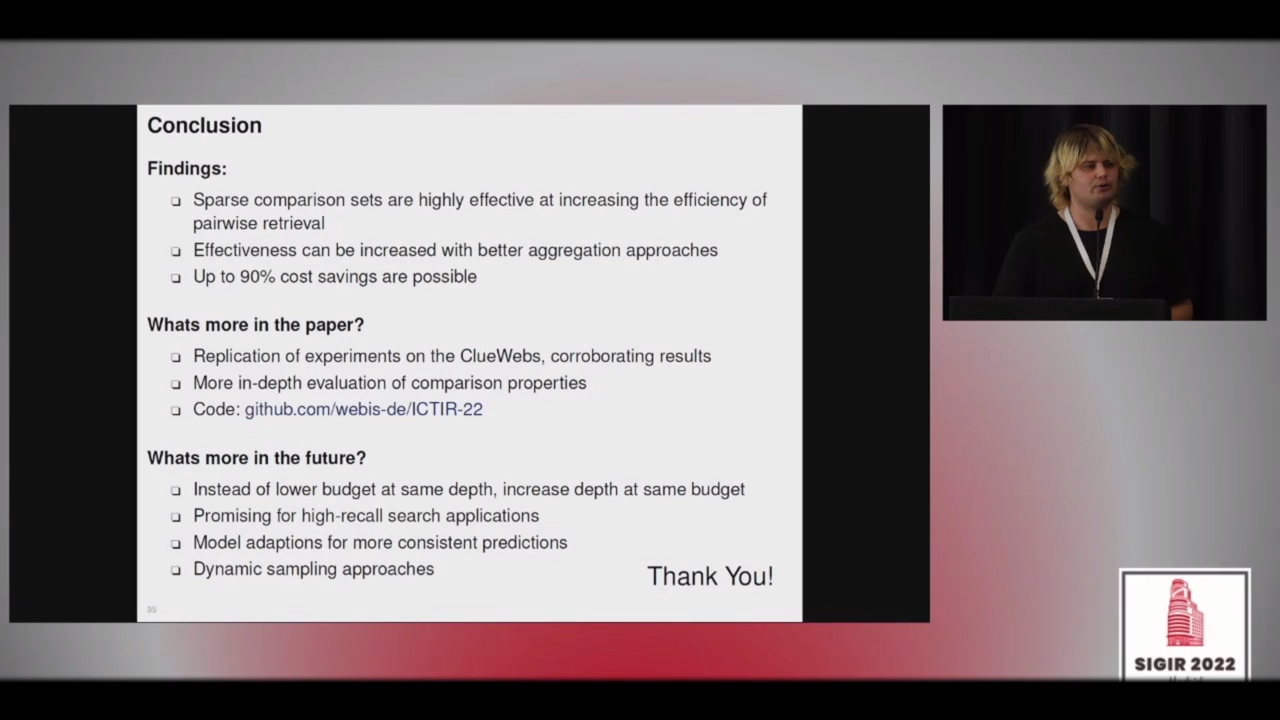 Conclusion
Findings:
Sparse comparison sets are highly effective at increasing the efficiency of
pairwise retrieval
Effectiveness can be increased with better aggregation approaches
Up to 90% cost savings are possible
Whats more in the paper?
Replication of experiments on the ClueWebs, corroborating results
More in-depth evaluation of comparison properties
Code: github.com/webis-de/ICTIR-22
Whats more in the future?
Instead of lower budget at same depth, increase depth at same budget
Promising for high-recall search applications
Model adaptions for more consistent predictions
Dynamic sampling approaches
Thank You!
35
SIGIR 2022